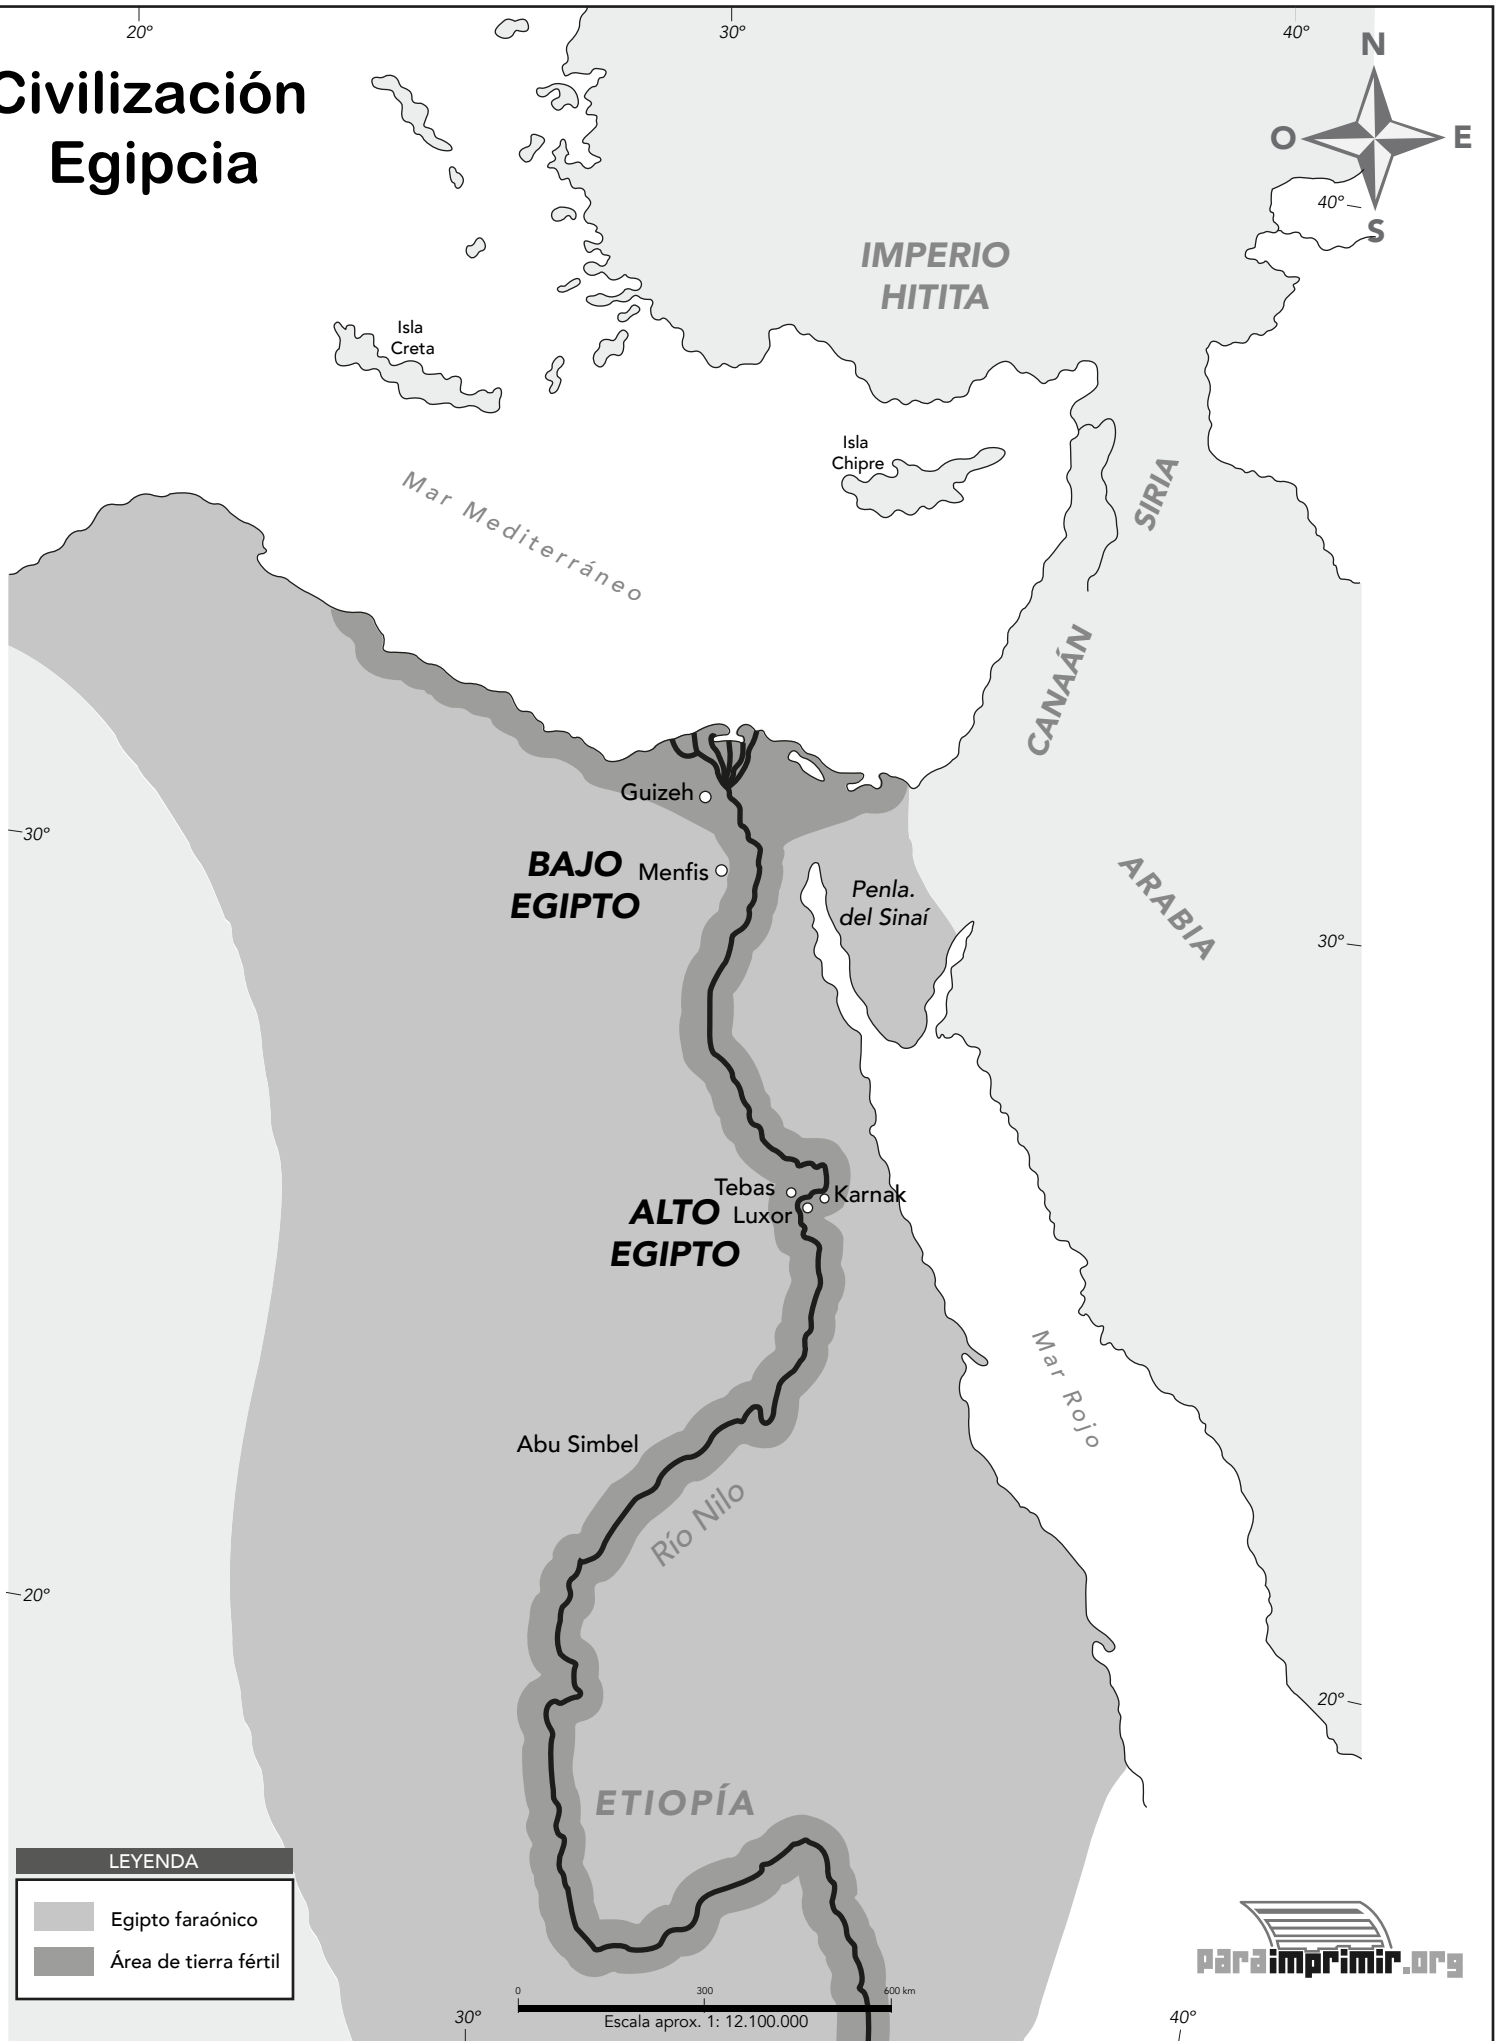 20º
30º
40º
N
Civilización
Egipcia
O
E
40º
S
IMPERIO
HITITA
Isla
Creta
Isla
Chipre
Mar Mediterráneo
SIRIA
CANAÁN
Guizeh
30º
BAJO
EGIPTO
Menfis
Penla.
del Sinaí
ARABIA
30º
Tebas
Karnak
Luxor
ALTO
EGIPTO
Mar Rojo
Abu Simbel
Río Nilo
20º
20º
ETIOPÍA
LEYENDA
Egipto faraónico
Área de tierra fértil
paraimprimir.org
0 300 600 km
Escala aprox. 1: 12.100.000
30º
40º